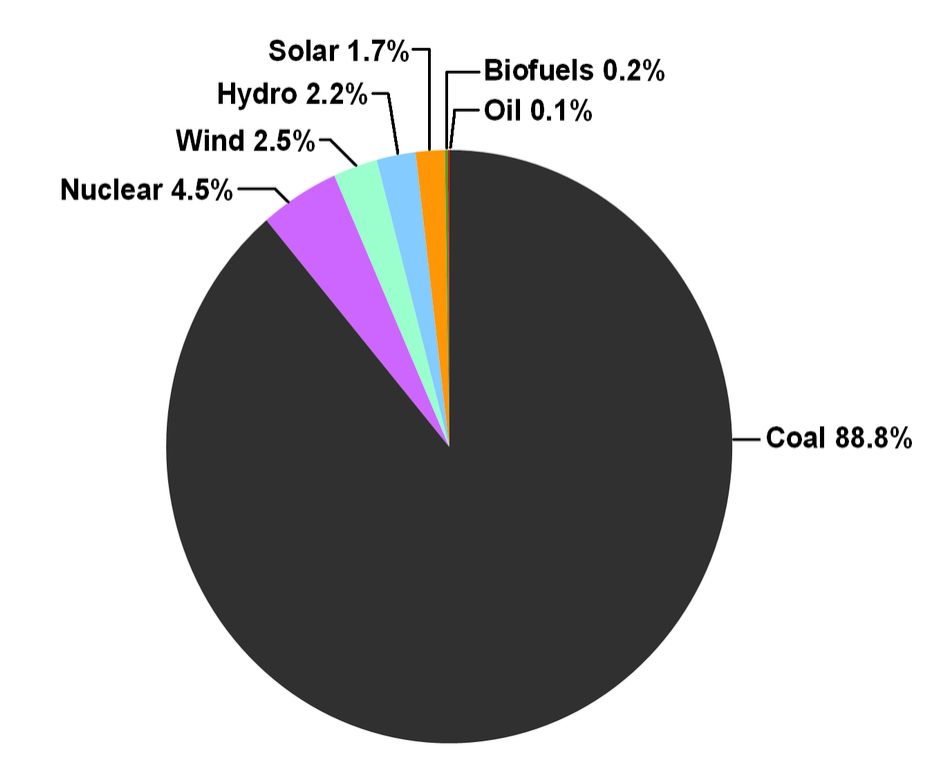 Solar 1.7%
Biofuels 0.2%
Hydro 2.2%
Oil 0.1%
Wind 2.5%
Nuclear 4.5%
Coal 88.8%